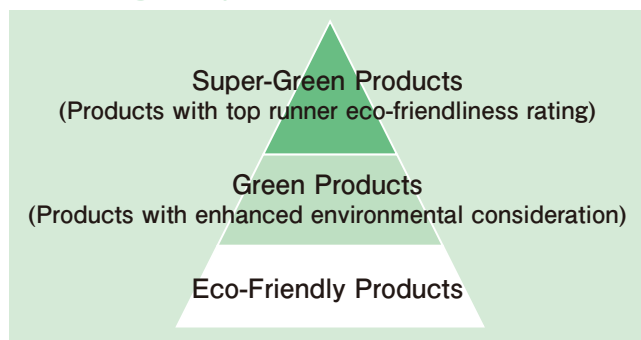 Super-Green Products
(Products with top runner eco-friendliness rating)
Green Products
(Products with enhanced environmental consideration)
Eco-Friendly Products